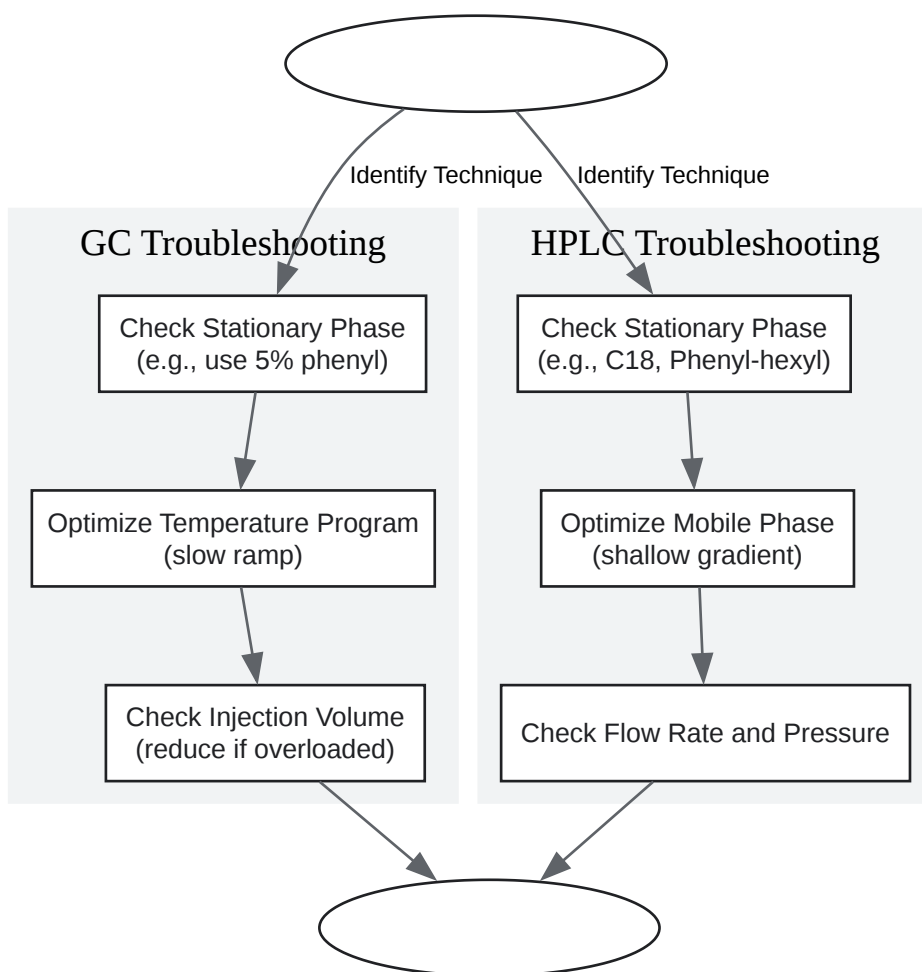 Identify Technique
Identify Technique
GC Troubleshooting
Check Stationary Phase
(e.g., use 5% phenyl)
Optimize Temperature Program
(slow ramp)
Check Injection Volume
(reduce if overloaded)
HPLC Troubleshooting
Check Stationary Phase
(e.g., C18, Phenyl-hexyl)
Optimize Mobile Phase
(shallow gradient)
Check Flow Rate and Pressure